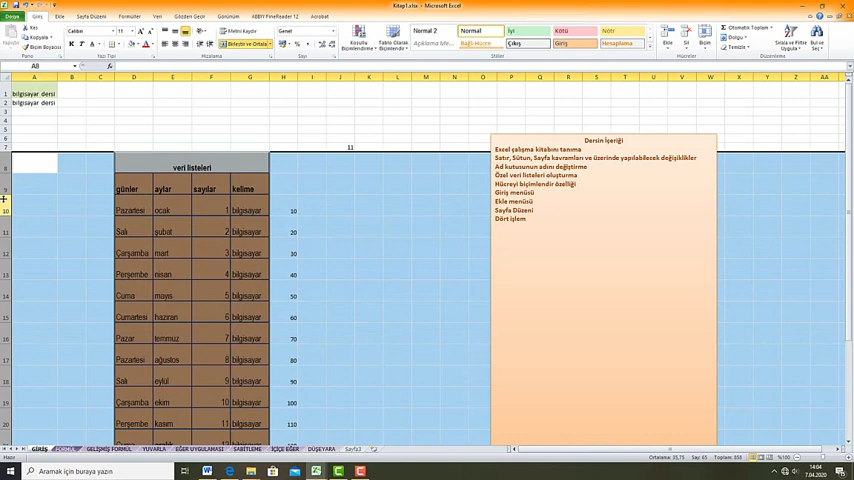 Kitap1.xlsx - Microsoft Excel
Dosya Giriş Ekle Sayfa Düzeni Formüller Veri Gözden Geçir Görünüm ABBYY FineReader 12 Acrobat
Kes
Kopyala
Yapıştır
Biçim Boyacısı
Calibri 11
K T A
Metni Kaydır
Birleştir ve Ortala
Genel
Koşullu Biçimlendirme
Tablo Olarak Biçimlendir
Normal 2 Normal İyi Kötü Nötr
Açıklama Me... Bağlı Hücre Çıkış Giriş Hesaplama
Ekle Sil Biçim
Otomatik Toplam
Dolgu
Temizle
Sırala ve Filtre Uygula
Bul ve Seç
Pano Yazı Tipi Hizalama Sayı Stiller Hücreler Düzenleme
A8 fx
A B C D E F G H I J K L M N O P Q R S T U V W X Y Z AA
1 bilgisayar dersi
2 bilgisayar dersi
3
4
5
6
7 11
8 veri listeleri
9 günler aylar sayılar kelime
10 Pazartesi ocak 1 bilgisayar 10
11 Salı şubat 2 bilgisayar 20
12 Çarşamba mart 3 bilgisayar 30
13 Perşembe nisan 4 bilgisayar 40
14 Cuma mayıs 5 bilgisayar 50
15 Cumartesi haziran 6 bilgisayar 60
16 Pazar temmuz 7 bilgisayar 70
17 Pazartesi ağustos 8 bilgisayar 80
18 Salı eylül 9 bilgisayar 90
19 Çarşamba ekim 10 bilgisayar 100
20 Perşembe kasım 11 bilgisayar
Dersin İçeriği
Excel çalışma kitabını tanıma
Satır, Sütun, Sayfa kavramları ve üzerinde yapılabilecek değişiklikler
Ad kutusunun adını değiştirme
Özel veri listeleri oluşturma
Hücreyi biçimlendir özelliği
Giriş menüsü
Ekle menüsü
Sayfa Düzeni
Dört işlem
GİRİŞ FORMÜL GELİŞMİŞ FORMÜL YUVARLA EĞER UYGULAMASI SABİTLEME İÇİÇE EĞER DÜŞEYARA Sayfa3
Hazır
Ortalama: 35,75 Say: 65 Toplam: 858 %100
Aramak için buraya yazın
14:04
7.04.2020